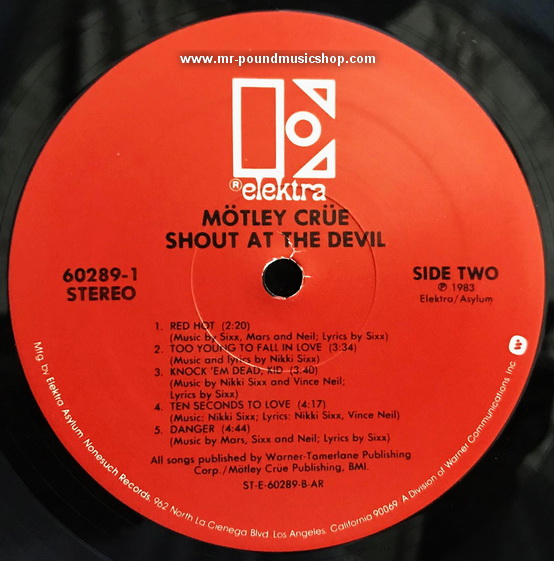 www.mr-poundmusicshop.com
® elektra
MÖTLEY CRÜE
SHOUT AT THE DEVIL
60289-1
STEREO
SIDE TWO
℗ 1983
Elektra/Asylum
1. RED HOT (2:20)
(Music by Sixx, Mars and Neil; Lyrics by Sixx)
2. TOO YOUNG TO FALL IN LOVE (3:34)
(Music and lyrics by Nikki Sixx)
3. KNOCK 'EM DEAD, KID (3:40)
(Music by Nikki Sixx and Vince Neil;
Lyrics by Sixx)
4. TEN SECONDS TO LOVE (4:17)
(Music: Nikki Sixx; Lyrics: Nikki Sixx, Vince Neil)
5. DANGER (4:44)
(Music by Mars, Sixx and Neil; Lyrics by Sixx)
All songs published by Warner-Tamerlane Publishing
Corp./Mötley Crüe Publishing, BMI.
ST-E-60289-B-AR
Mfg. by Elektra Asylum Nonesuch Records, 962 North La Cienega Blvd. Los Angeles, California 90069. A Division of Warner Communications Inc.